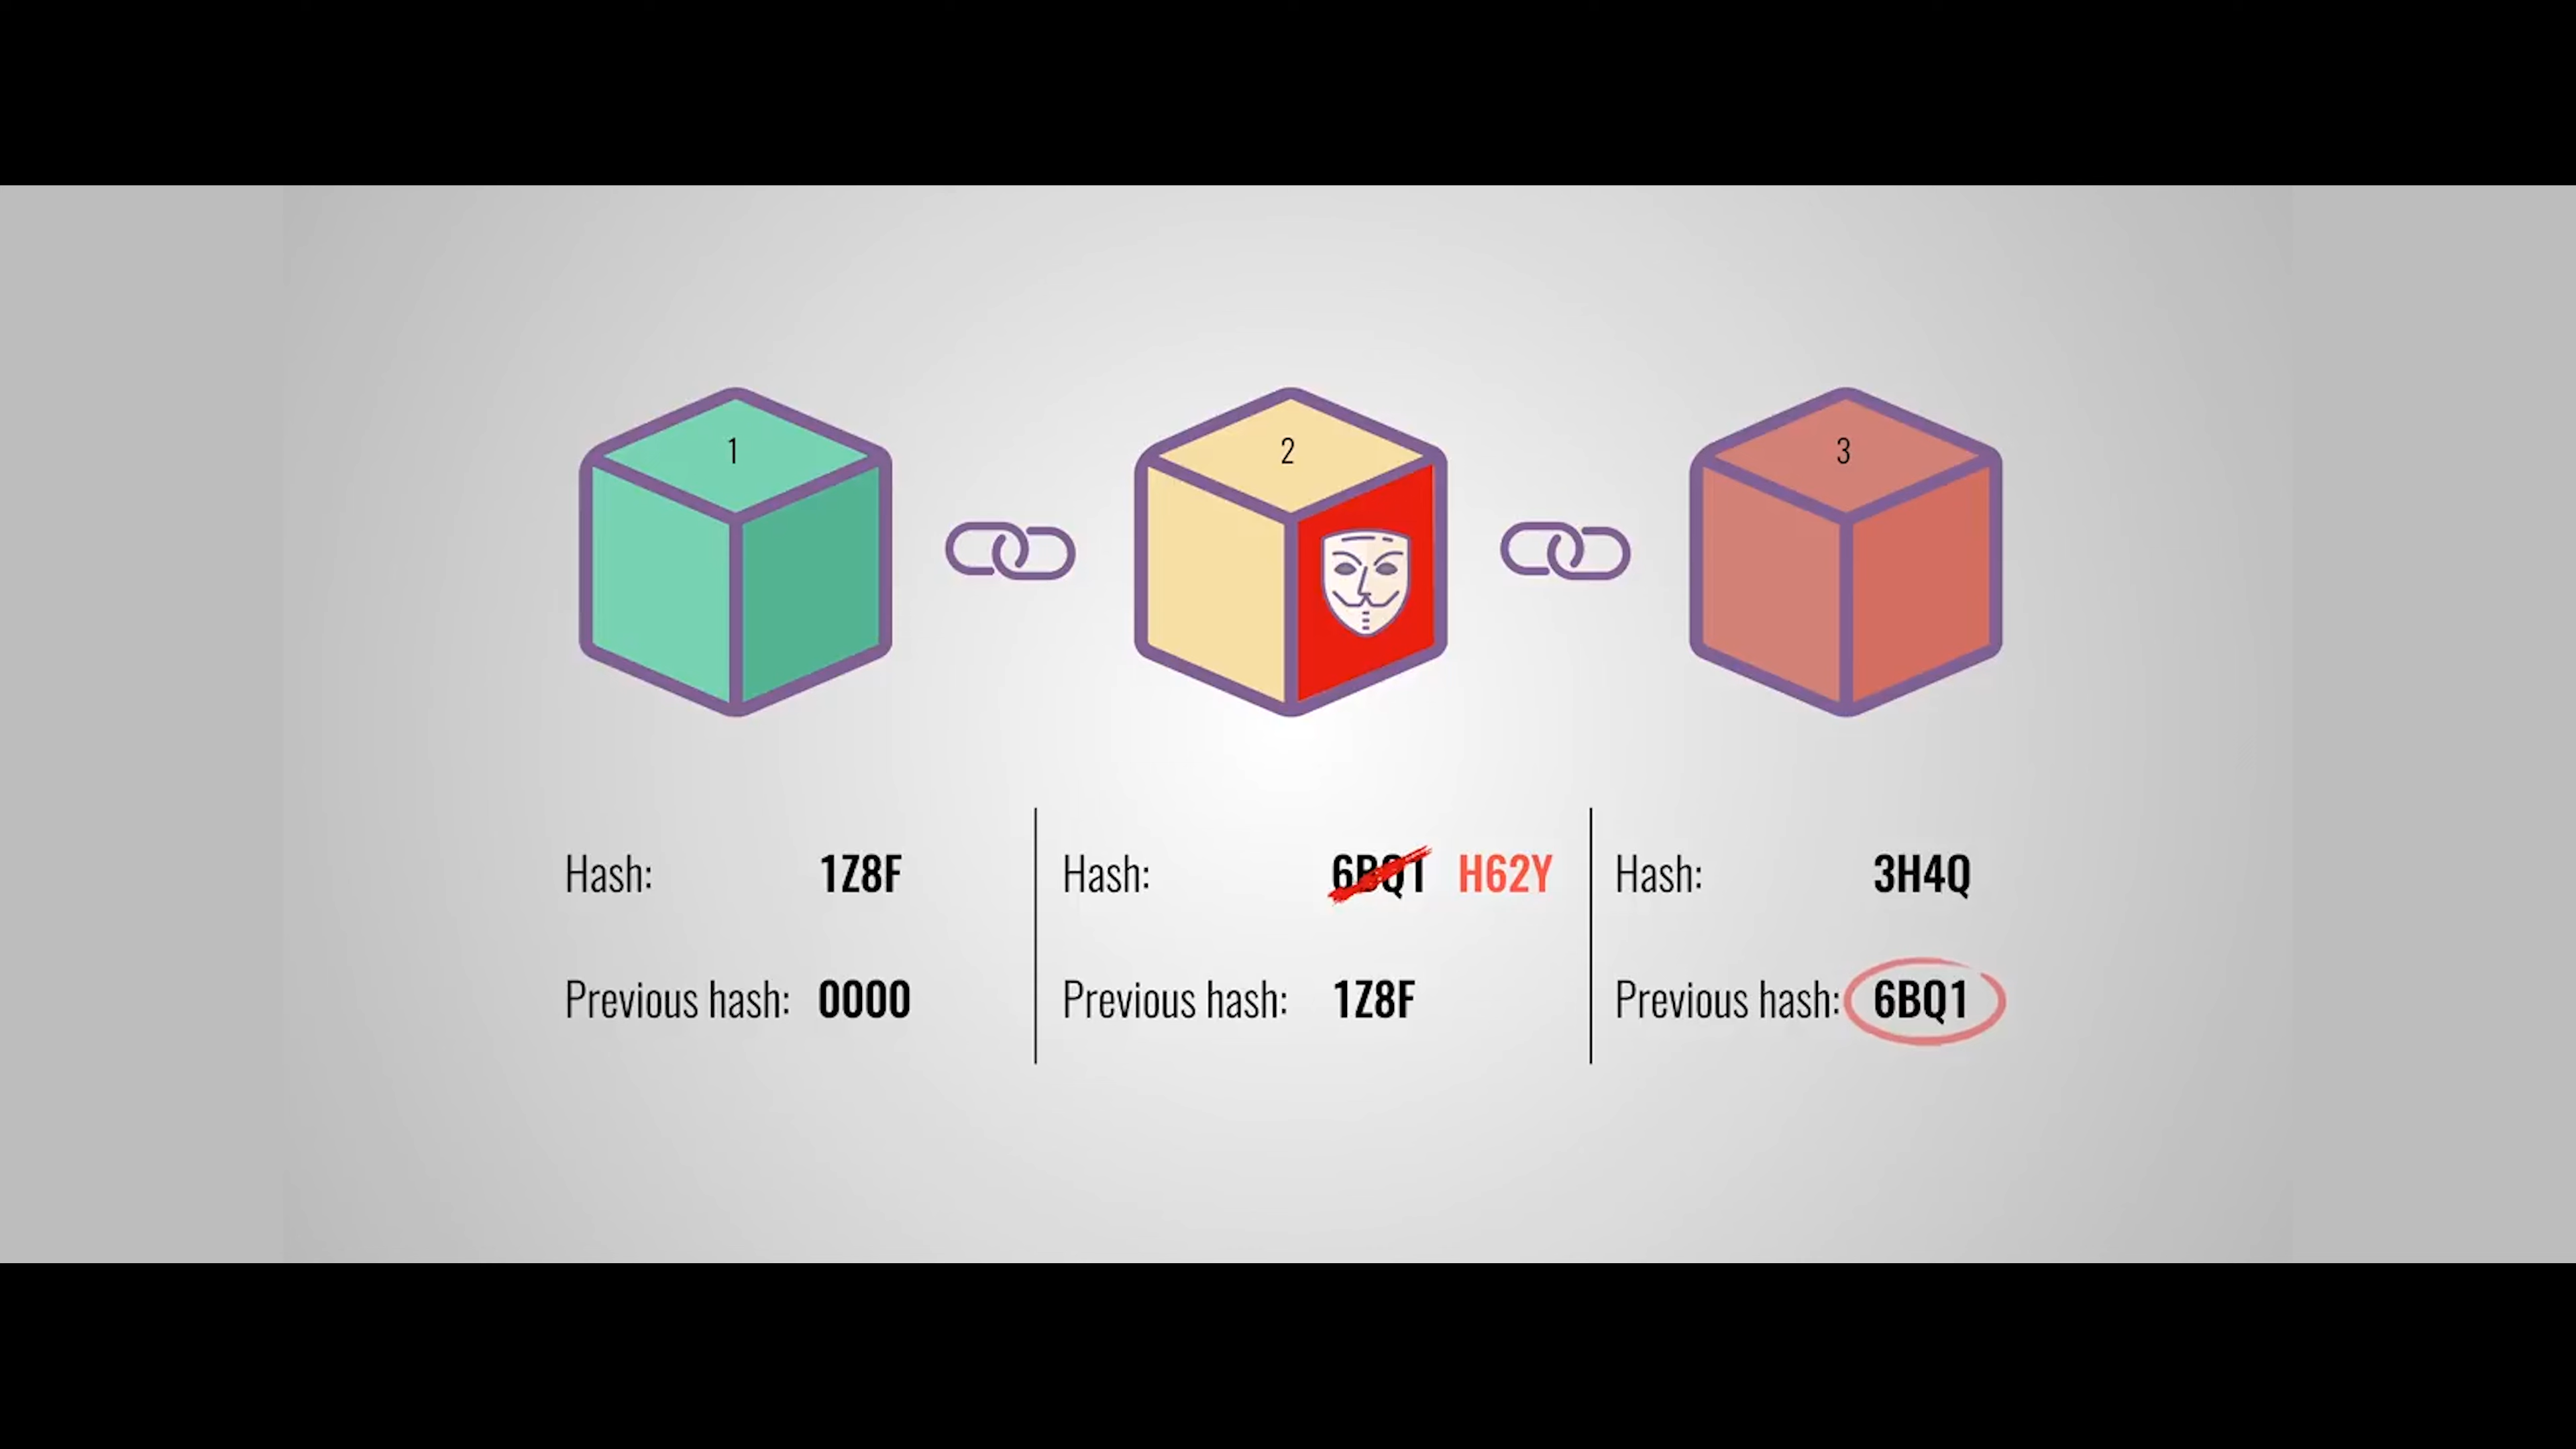 1
2
3
Hash: 1Z8F
Previous hash: 0000
Hash: 6BQ1 H62Y
Previous hash: 1Z8F
Hash: 3H4Q
Previous hash: 6BQ1